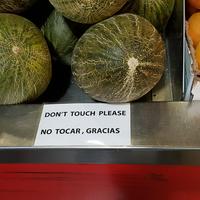 DON'T TOUCH PLEASE
NO TOCAR, GRACIAS